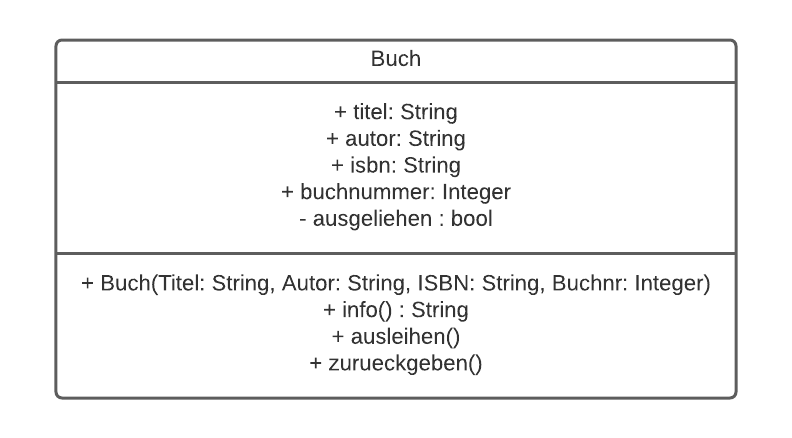 Buch
+ titel: String
+ autor: String
+ isbn: String
+ buchnummer: Integer
- ausgeliehen : bool
+ Buch(Titel: String, Autor: String, ISBN: String, Buchnr: Integer)
+ info() : String
+ ausleihen()
+ zurueckgeben()